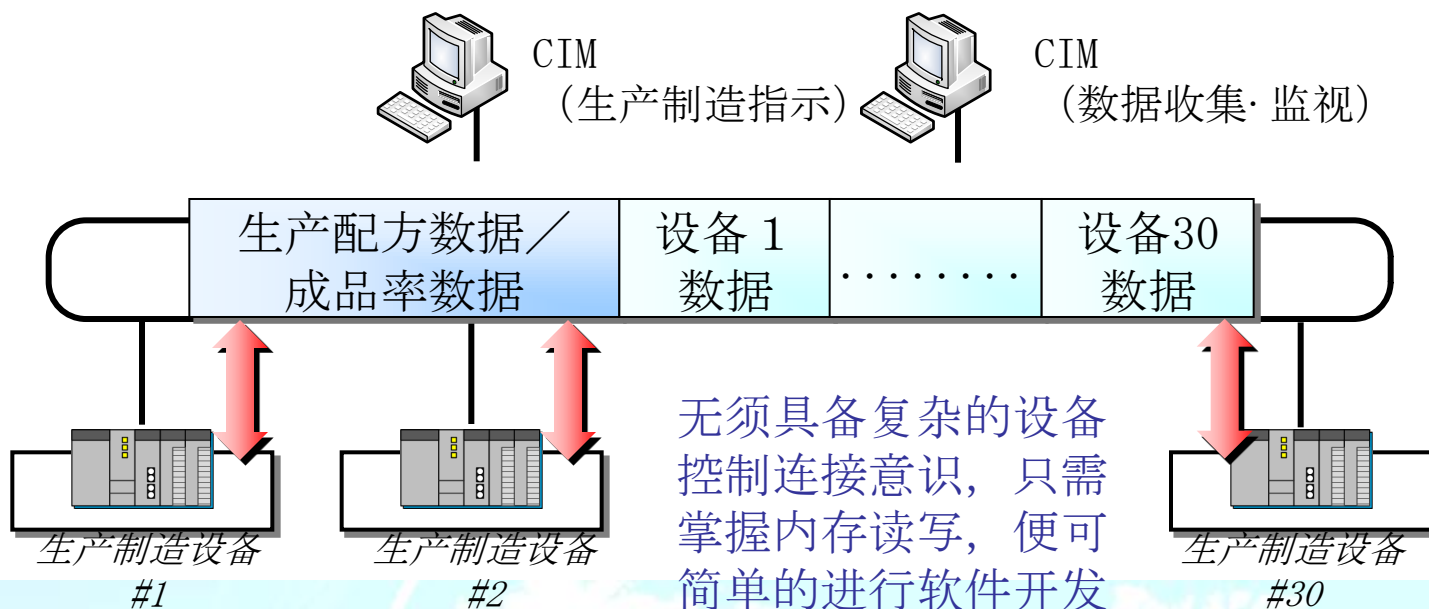 CIM
（生产制造指示）
CIM
（数据收集·监视）
生产配方数据／
成品率数据
设备１
数据
........
设备30
数据
无须具备复杂的设备
控制连接意识，只需
掌握内存读写，便可
简单的进行软件开发
生产制造设备
#1
生产制造设备
#2
生产制造设备
#30